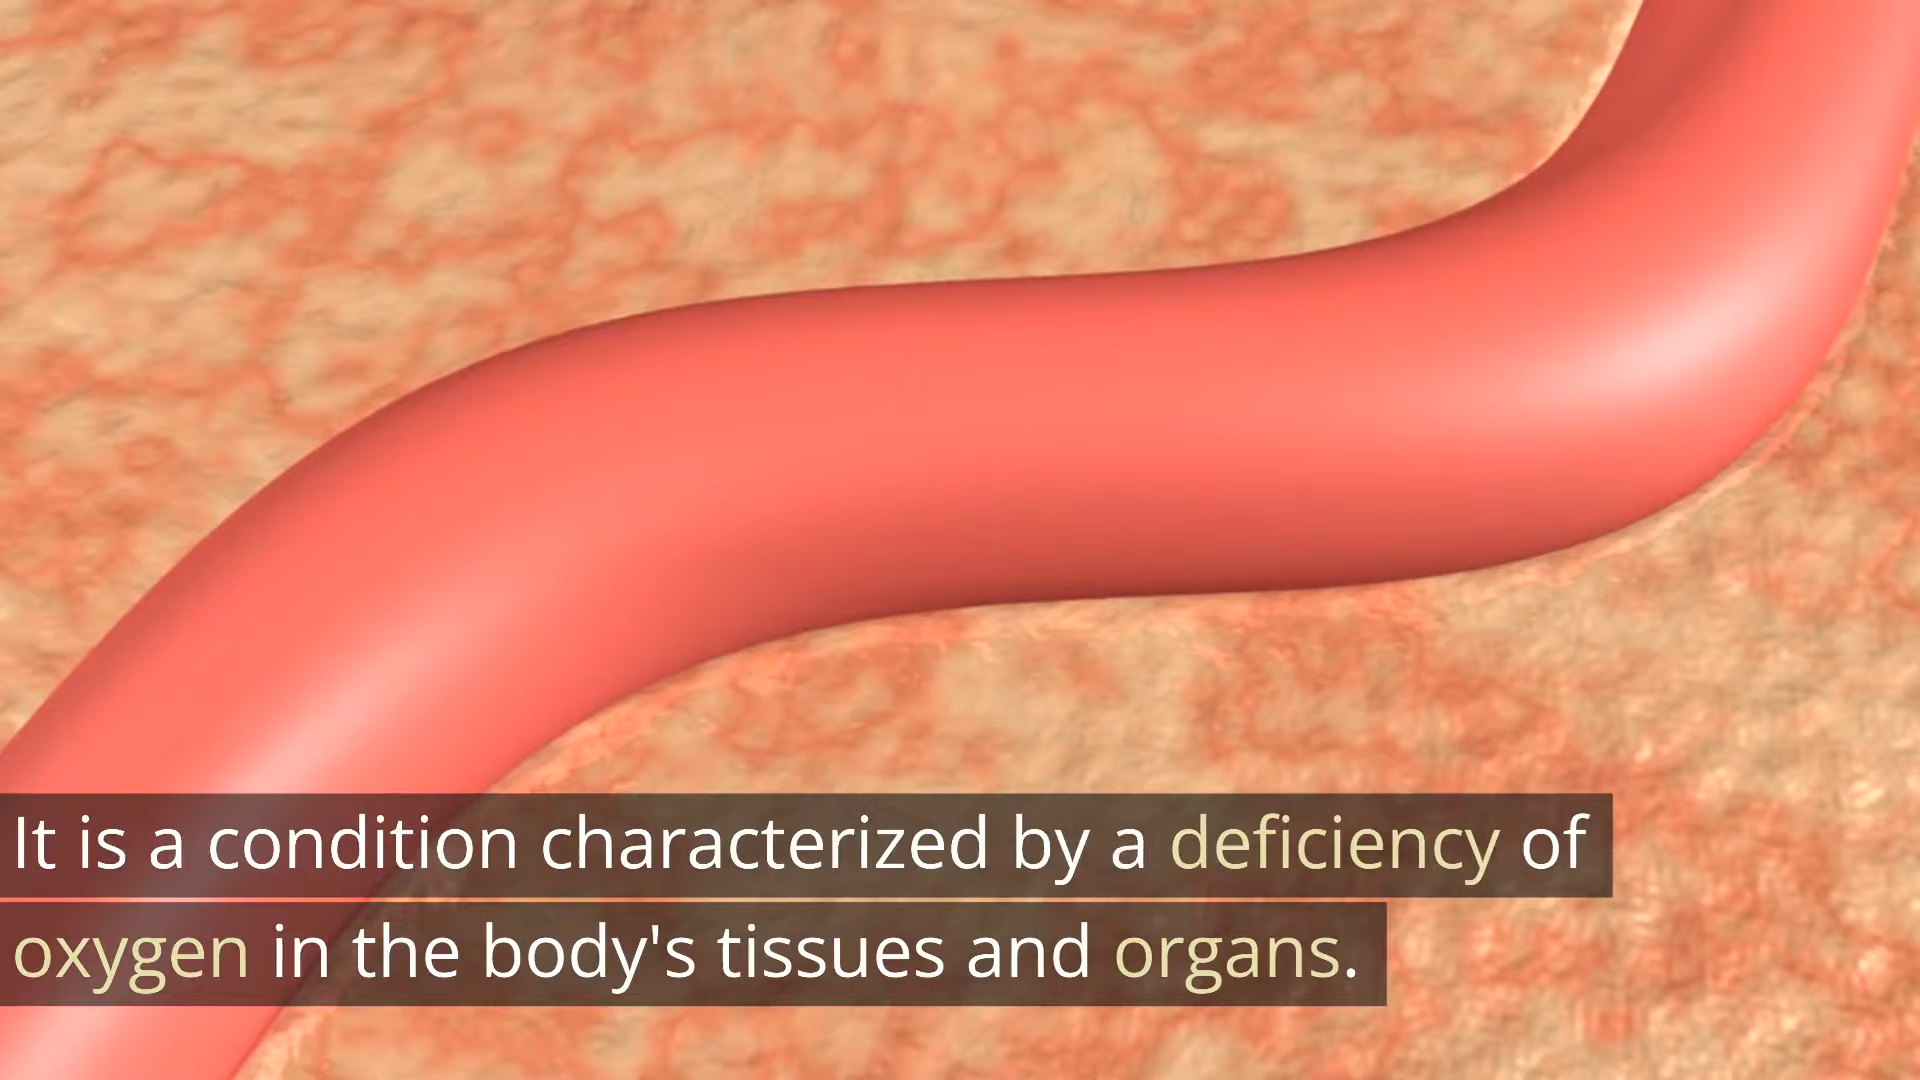 It is a condition characterized by a deficiency of
oxygen in the body's tissues and organs.